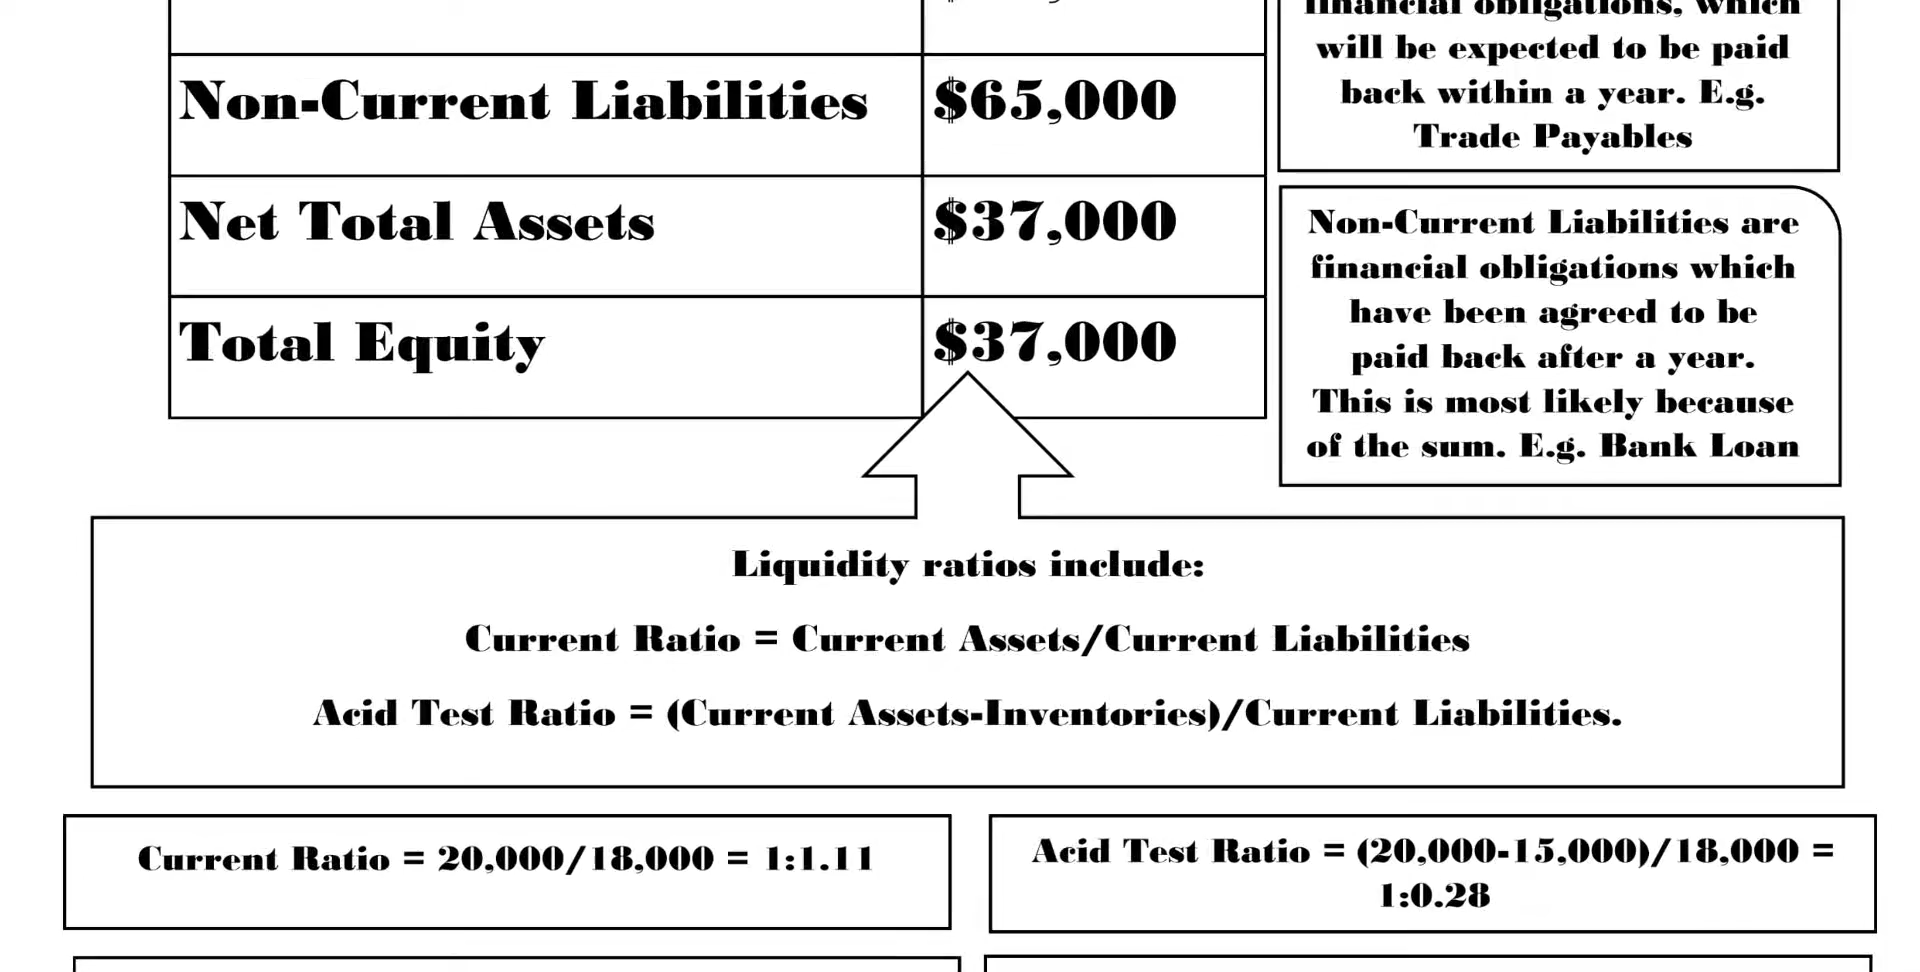 financial obligations, which
will be expected to be paid
back within a year. E.g.
Trade Payables
Non-Current Liabilities $65,000
Net Total Assets $37,000
Total Equity $37,000
Non-Current Liabilities are
financial obligations which
have been agreed to be
paid back after a year.
This is most likely because
of the sum. E.g. Bank Loan
Liquidity ratios include:
Current Ratio = Current Assets/Current Liabilities
Acid Test Ratio = (Current Assets-Inventories)/Current Liabilities.
Current Ratio = 20,000/18,000 = 1:1.11
Acid Test Ratio = (20,000-15,000)/18,000 =
1:0.28